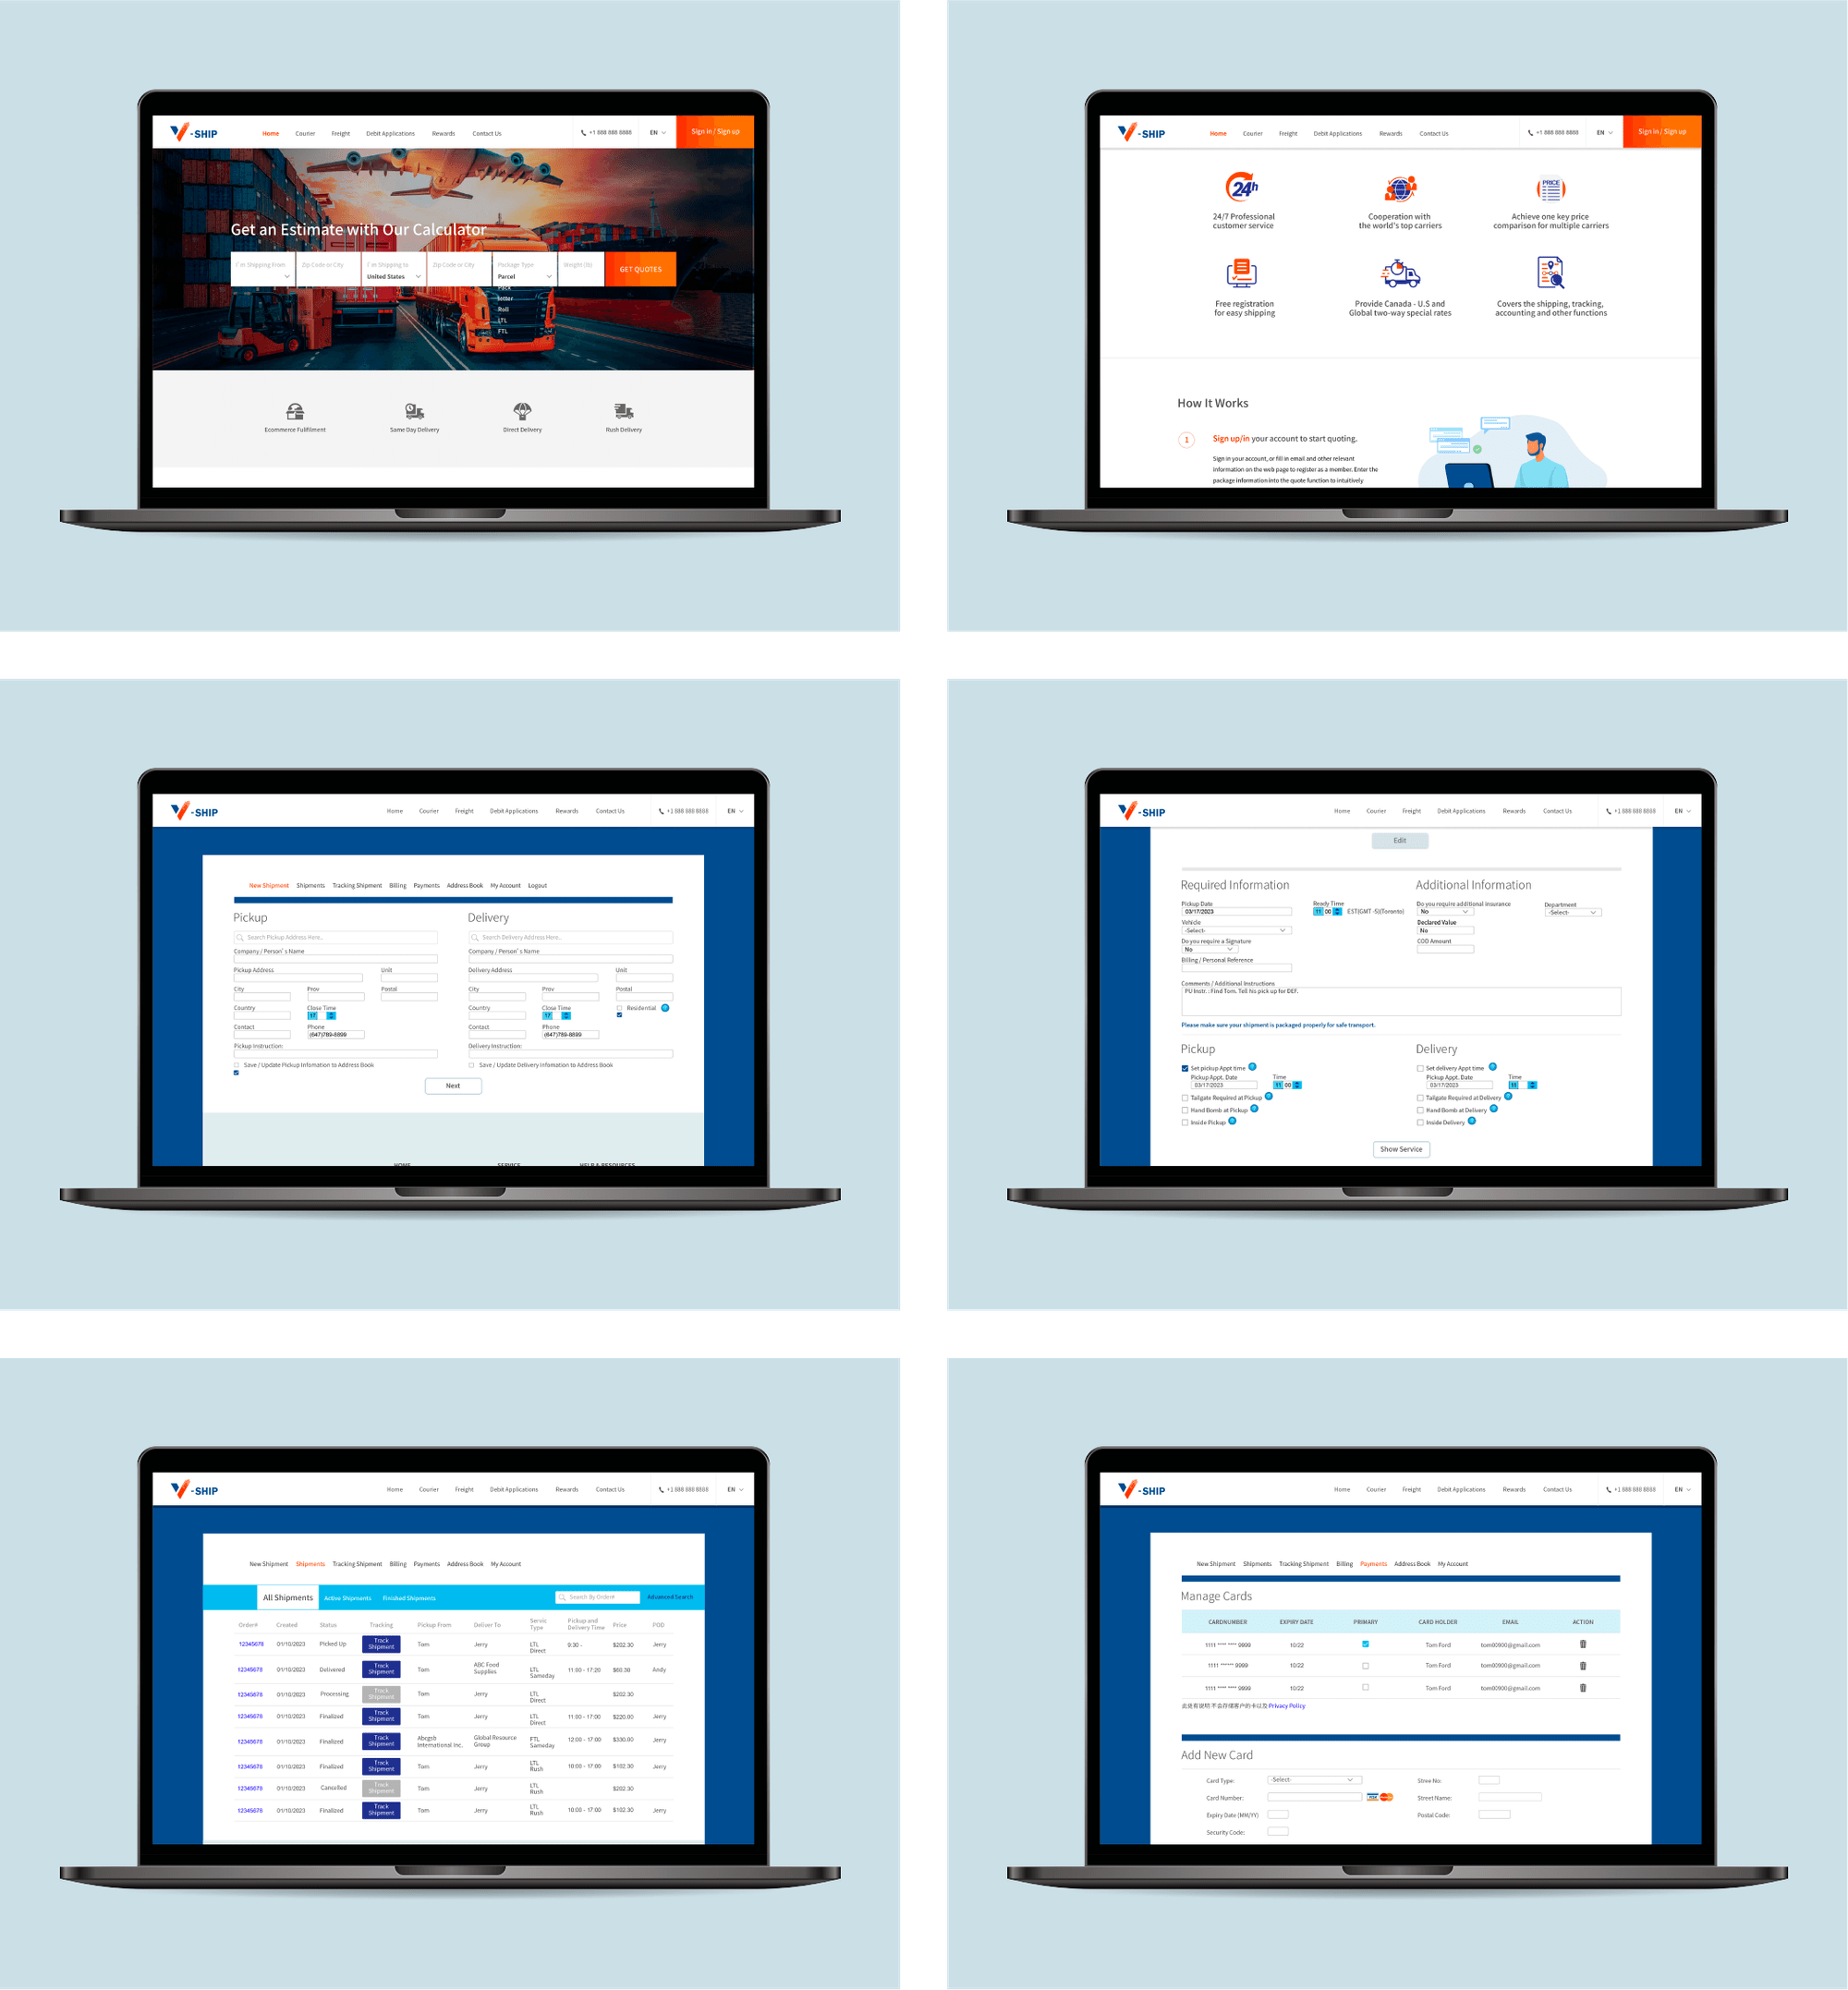 V - SHIP
Home Courier Freight Debit Applications Rewards Contact Us +1 888 888 8888 EN Sign in / Sign up
Get an Estimate with Our Calculator
I'm Shipping From Zip Code or City I'm Shipping to Zip Code or City Package Type Weight (lb)
United States Parcel
GET QUOTES
Pack
letter
Roll
LTL
FTL
Ecommerce Fullfilment Same Day Delivery Direct Delivery Rush Delivery
V - SHIP
Home Courier Freight Debit Applications Rewards Contact Us +1 888 888 8888 EN Sign in / Sign up
24h PRICE
24/7 Professional
customer service
Cooperation with
the world's top carriers
Achieve one key price
comparison for multiple carriers
Free registration
for easy shipping
Provide Canada - U.S and
Global two-way special rates
Covers the shipping, tracking,
accounting and other functions
How It Works
1 Sign up/in your account to start quoting.
Sign in your account, or fill in email and other relevant
information on the web page to register as a member. Enter the
package information into the quote function to intuitively
V - SHIP
Home Courier Freight Debit Applications Rewards Contact Us +1 888 888 8888 EN
New Shipment Shipments Tracking Shipment Billing Payments Address Book My Account Logout
Pickup Delivery
Search Pickup Address Here... Search Delivery Address Here...
Company / Person's Name Company / Person's Name
Pickup Address Unit Delivery Address Unit
City Prov Postal City Prov Postal
Country Close Time Country Close Time Residential
17 17
Contact Phone Contact Phone
(647)789-8899 (647)789-8899
Pickup Instruction: Delivery Instruction:
Save / Update Pickup Infomation to Address Book Save / Update Delivery Infomation to Address Book
Next
HOME SERVICE HELP & RESOURCES
V - SHIP
Home Courier Freight Debit Applications Rewards Contact Us +1 888 888 8888 EN
Edit
Required Information Additional Information
Pickup Date Ready Time Do you require additional insurance Department
03/17/2023 11 00 EST(GMT -5)(Toronto) No -Select-
Vehicle Declared Value
-Select- No
Do you require a Signature COD Amount
No
Billing / Personal Reference
Comments / Additional Instructions
PU Instr. : Find Tom. Tell his pick up for DEF.
Please make sure your shipment is packaged properly for safe transport.
Pickup Delivery
Set pickup Appt time Set delivery Appt time
Pickup Appt. Date Time Pickup Appt. Date Time
03/17/2023 11 00 03/17/2023 11
Tailgate Required at Pickup Tailgate Required at Delivery
Hand Bomb at Pickup Hand Bomb at Delivery
Inside Pickup Inside Delivery
Show Service
V - SHIP
Home Courier Freight Debit Applications Rewards Contact Us +1 888 888 8888 EN
New Shipment Shipments Tracking Shipment Billing Payments Address Book My Account
All Shipments Active Shipments Finished Shipments Search By Order# Advanced Search
Order# Created Status Tracking Pickup From Deliver To Servic Type Pickup and Delivery Time Price POD
12345678 01/10/2023 Picked Up Track Shipment Tom Jerry LTL Direct 9:30 - $202.30 Jerry
12345678 01/10/2023 Delivered Track Shipment Tom ABC Food Supplies LTL Sameday 11:00 - 17:20 $60.30 Andy
12345678 01/10/2023 Processing Track Shipment Tom Jerry LTL Direct $202.30
12345678 01/10/2023 Finalized Track Shipment Tom Jerry LTL Direct 11:00 - 17:00 $220.00 Jerry
12345678 01/10/2023 Finalized Track Shipment Abcgsb International Inc. Global Resource Group FTL Sameday 12:00 - 17:00 $330.00 Jerry
12345678 01/10/2023 Finalized Track Shipment Tom Jerry LTL Rush 10:00 - 17:00 $102.30 Jerry
12345678 01/10/2023 Cancelled Track Shipment Tom Jerry LTL Rush $202.30
12345678 01/10/2023 Finalized Track Shipment Tom Jerry LTL Rush 10:00 - 17:00 $102.30 Jerry
V - SHIP
Home Courier Freight Debit Applications Rewards Contact Us +1 888 888 8888 EN
New Shipment Shipments Tracking Shipment Billing Payments Address Book My Account
Manage Cards
CARDNUMBER EXPIRY DATE PRIMARY CARD HOLDER EMAIL ACTION
1111 **** **** 9999 10/22 Tom Ford tom00900@gmail.com
1111 ****** 9999 10/22 Tom Ford tom00900@gmail.com
1111 **** **** 9999 10/22 Tom Ford tom00900@gmail.com
此处有说明 不会存储客户的卡以及 Privacy Policy
Add New Card
Card Type: -Select- Stree No:
Card Number: VISA Street Name:
Expiry Date (MM/YY) Postal Code:
Security Code: